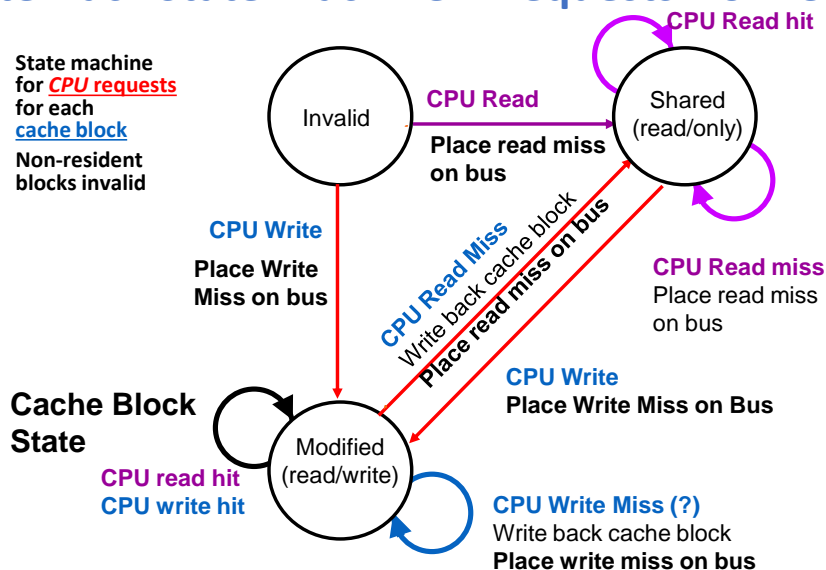 CPU Read hit
State machine
for CPU requests
for each
cache block
Non-resident
blocks invalid
Invalid
CPU Read
Place read miss
on bus
Shared
(read/only)
CPU Write
Place Write
Miss on bus
CPU Read Miss
Write back cache block
Place read miss on bus
CPU Read miss
Place read miss
on bus
CPU Write
Place Write Miss on Bus
Cache Block
State
Modified
(read/write)
CPU read hit
CPU write hit
CPU Write Miss (?)
Write back cache block
Place write miss on bus